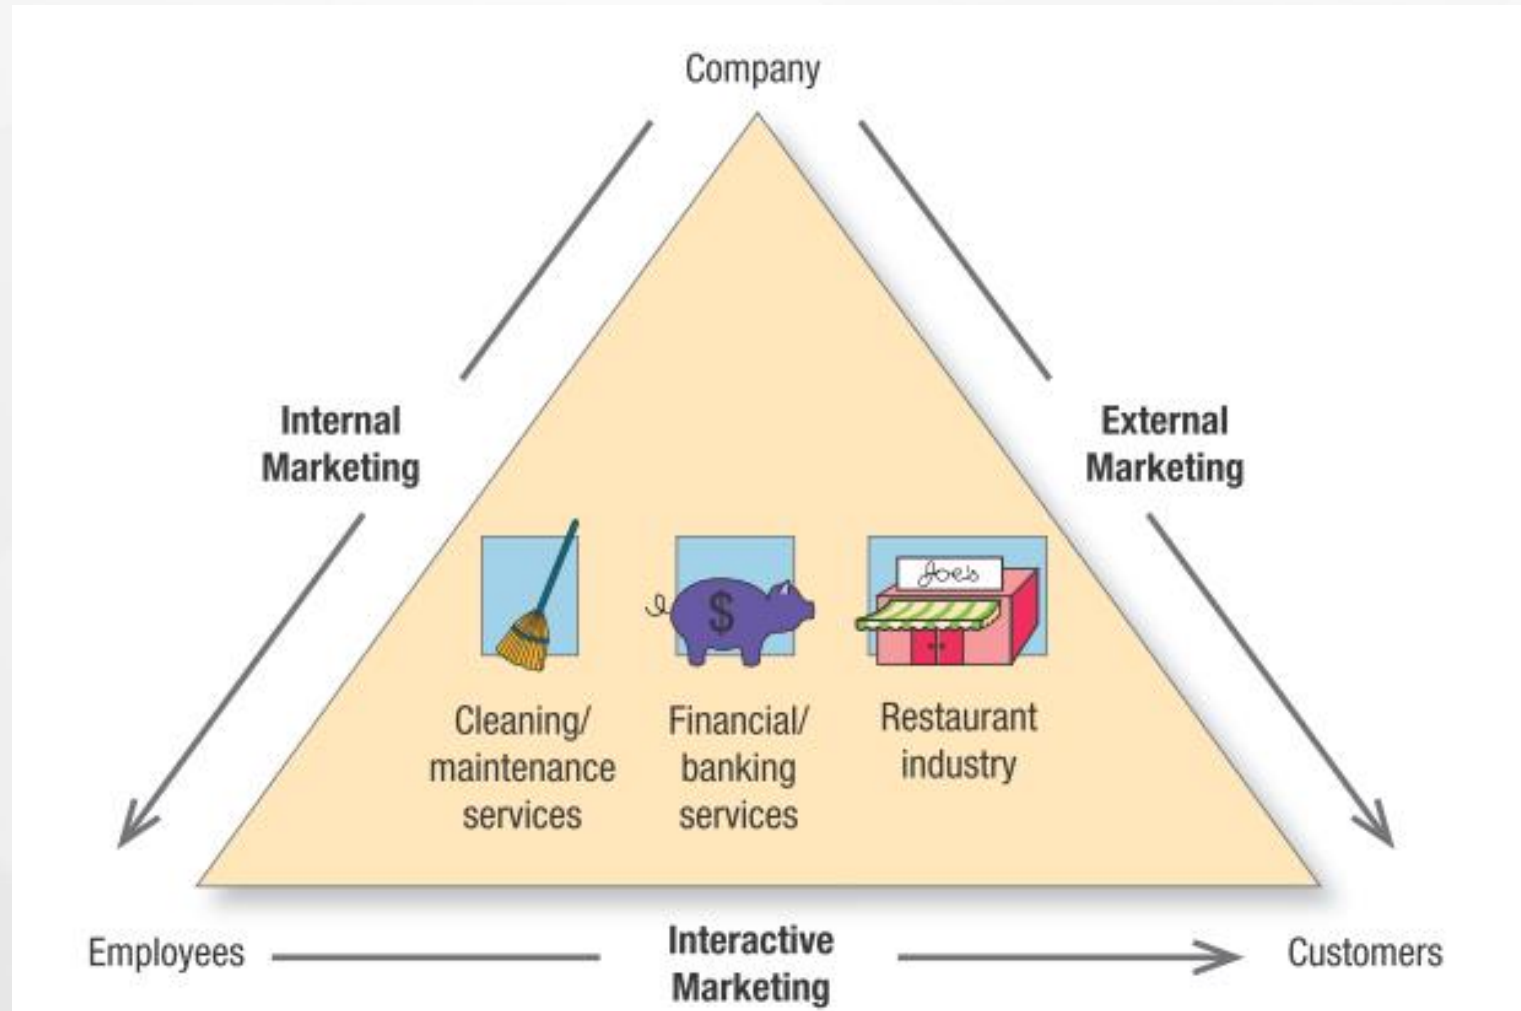 Company
Internal
Marketing
External
Marketing
Joe's
$
Cleaning/
maintenance
services
Financial/
banking
services
Restaurant
industry
Employees
Interactive
Marketing
Customers